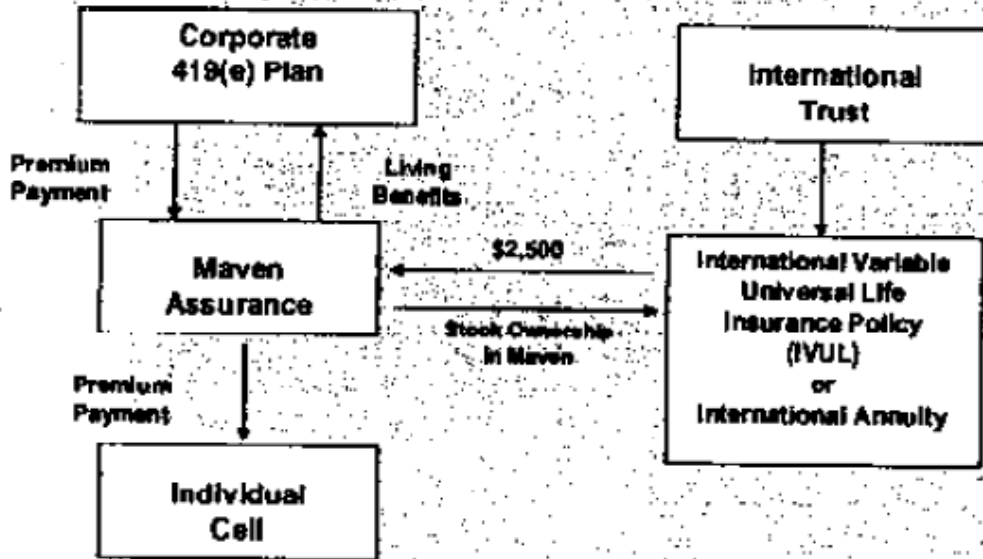 Corporate
419(e) Plan
International
Trust
Premium
Payment
Living
Benefits
Maven
Assurance
$2,500
Stock Ownership
in Maven
International Variable
Universal Life
Insurance Policy
(IVUL)
or
International Annuity
Premium
Payment
Individual
Cell